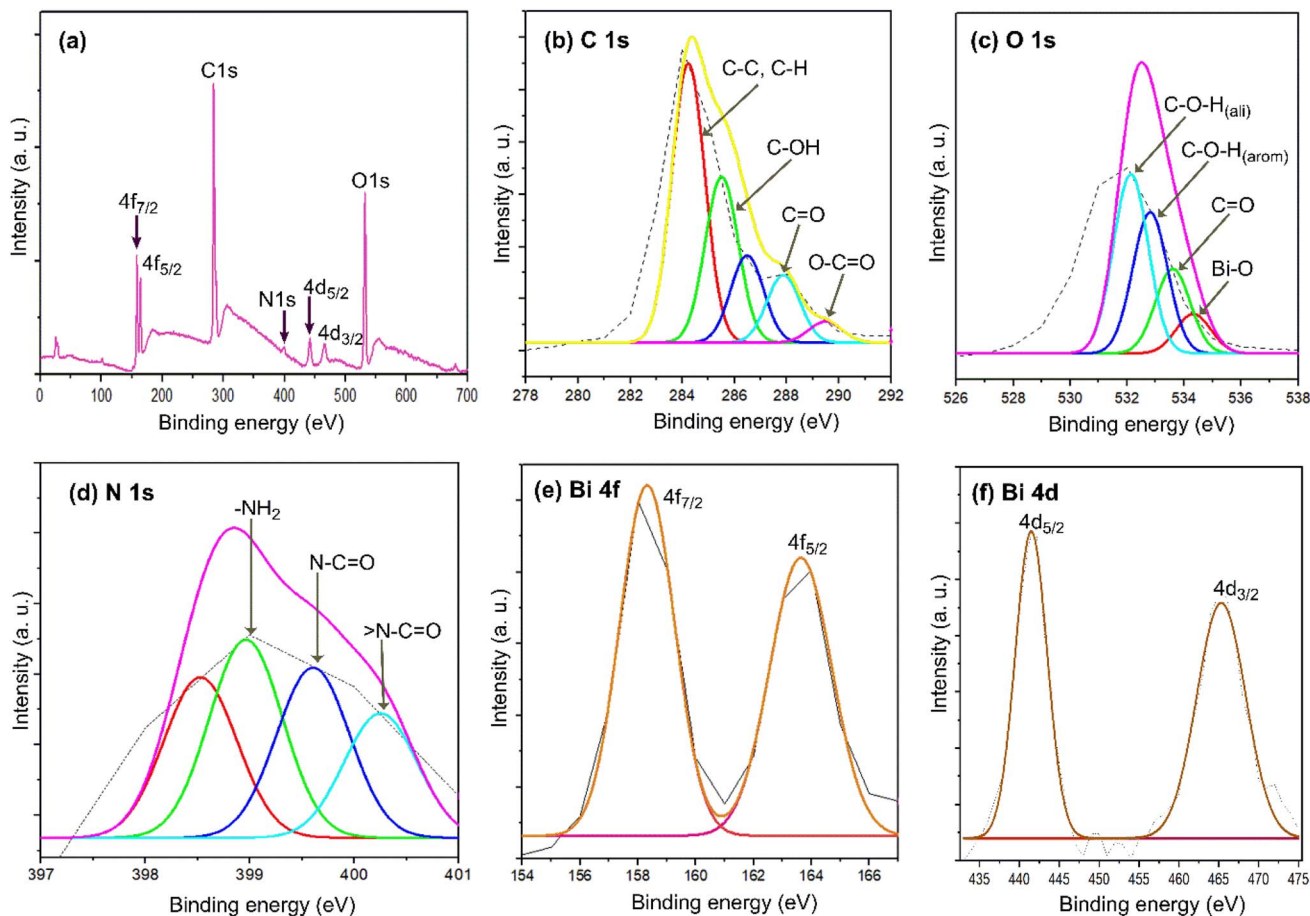 (a)
C1s
O1s
4f7/2
4f5/2
N1s
4d5/2
4d3/2
Intensity (a. u.)
0 100 200 300 400 500 600 700
Binding energy (eV)
(b) C 1s
C-C, C-H
C-OH
C=O
O-C=O
Intensity (a. u.)
278 280 282 284 286 288 290 292
Binding energy (eV)
(c) O 1s
C-O-H(ali)
C-O-H(arom)
C=O
Bi-O
Intensity (a. u.)
526 528 530 532 534 536 538
Binding energy (eV)
(d) N 1s
-NH2
N-C=O
>N-C=O
Intensity (a. u.)
397 398 399 400 401
Binding energy (eV)
(e) Bi 4f
4f7/2
4f5/2
Intensity (a. u.)
154 156 158 160 162 164 166
Binding energy (eV)
(f) Bi 4d
4d5/2
4d3/2
Intensity (a. u.)
435 440 445 450 455 460 465 470 475
Binding energy (eV)